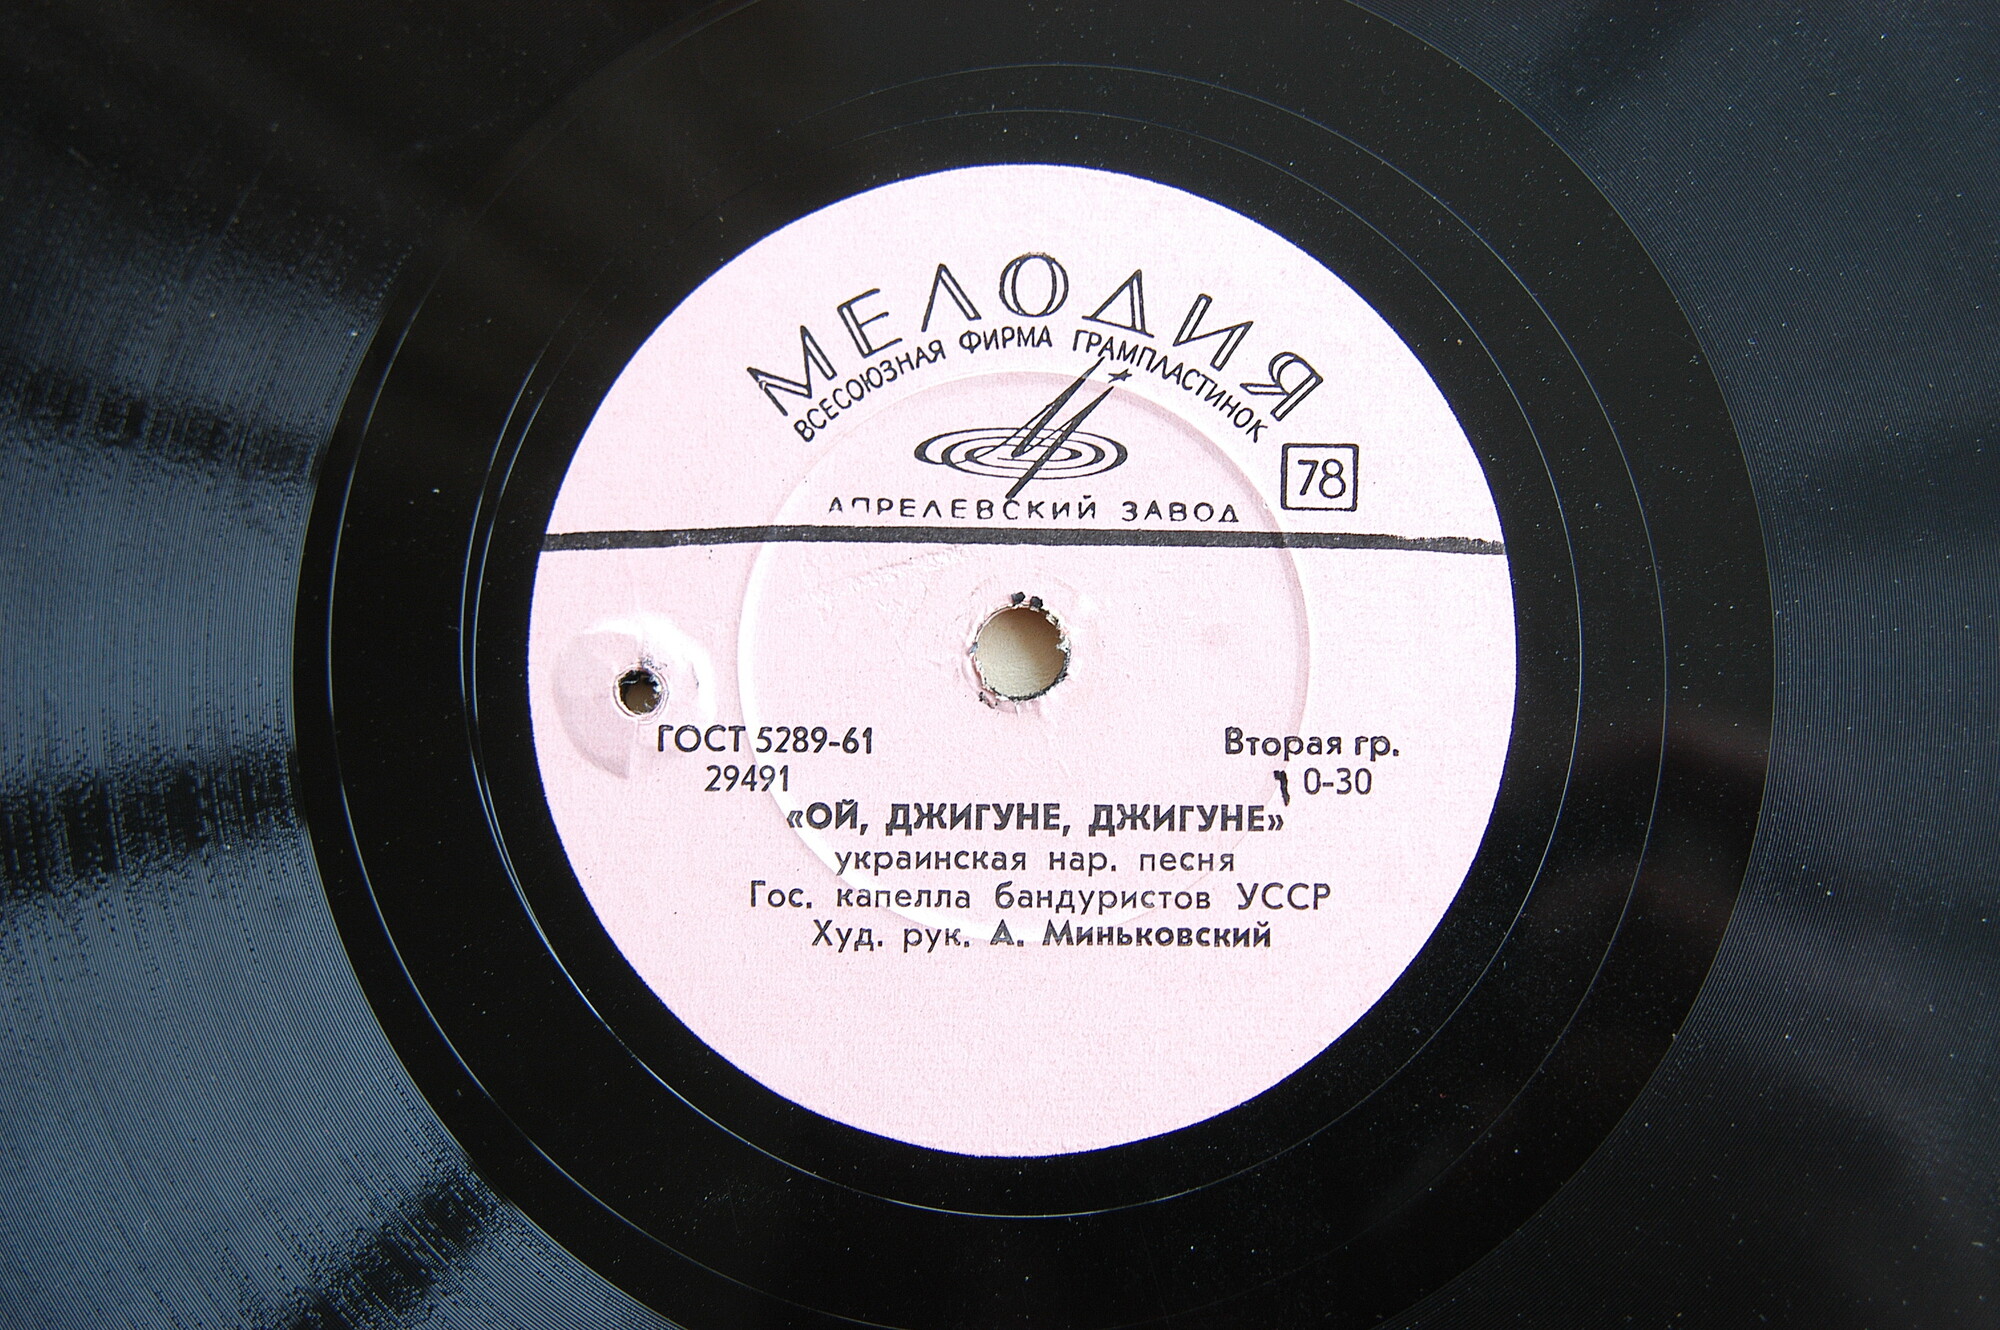 МЕЛОДИЯ
ВСЕСОЮЗНАЯ ФИРМА ГРАМПЛАСТИНОК
78
АПРЕЛЕВСКИЙ ЗАВОД
ГОСТ 5289-61 Вторая гр.
29491 0-30
«ОЙ, ДЖИГУНЕ, ДЖИГУНЕ»
украинская нар. песня
Гос. капелла бандуристов УССР
Худ. рук. А. Миньковский